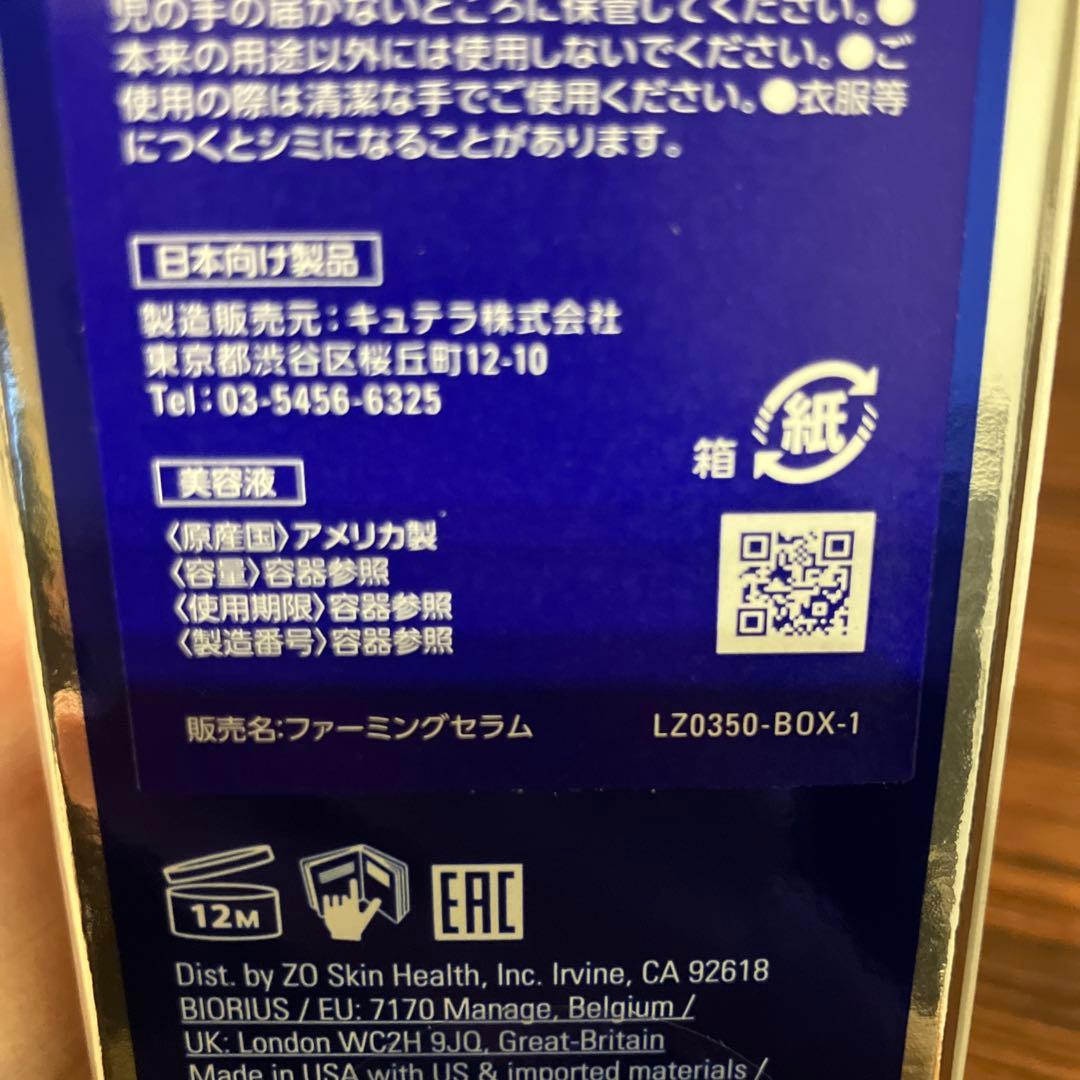 児の手の届かないところに保管してください。●
本来の用途以外には使用しないでください。●ご
使用の際は清潔な手でご使用ください。●衣服等
につくとシミになることがあります。
日本向け製品
製造販売元：キュテラ株式会社
東京都渋谷区桜丘町12-10
Tel：03-5456-6325
箱 紙
美容液
〈原産国〉アメリカ製
〈容量〉容器参照
〈使用期限〉容器参照
〈製造番号〉容器参照
販売名:ファーミングセラム
LZ0350-BOX-1
12M
EAC
Dist. by ZO Skin Health, Inc. Irvine, CA 92618
BIORIUS / EU: 7170 Manage, Belgium /
UK: London WC2H 9JQ, Great-Britain
Made in USA with US & imported materials /